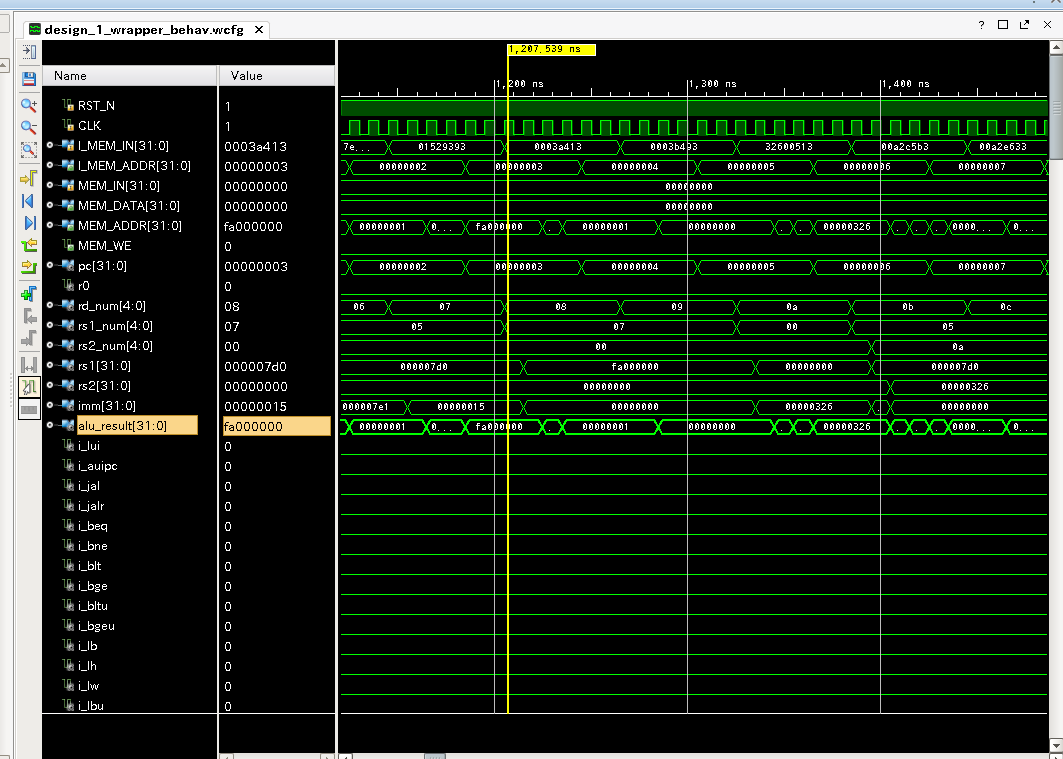 design_1_wrapper_behav.wcfg
1,207.539 ns
Name Value
1,200 ns 1,300 ns 1,400 ns
RST_N 1
CLK 1
I_MEM_IN[31:0] 0003a413 7e... 01529393 0003a413 0003b493 32600513 00a2c5b3 00a2e633
I_MEM_ADDR[31:0] 00000003 00000002 00000003 00000004 00000005 00000006 00000007
MEM_IN[31:0] 00000000 00000000
MEM_DATA[31:0] 00000000 00000000
MEM_ADDR[31:0] fa000000 00000001 0... fa000000 . 00000001 00000000 . . 00000326 . . . 0000... 0...
MEM_WE 0
pc[31:0] 00000003 00000002 00000003 00000004 00000005 00000006 00000007
r0 0
rd_num[4:0] 08 06 07 08 09 0a 0b 0c
rs1_num[4:0] 07 05 07 00 05
rs2_num[4:0] 00 00 0a
rs1[31:0] 000007d0 000007d0 fa000000 00000000 000007d0
rs2[31:0] 00000000 00000000 00000326
imm[31:0] 00000015 000007e1 00000015 00000000 00000326 . 00000000
alu_result[31:0] fa000000 00000001 0... fa000000 . 00000001 00000000 . . 00000326 . . . 0000... 0...
i_lui 0
i_auipc 0
i_jal 0
i_jalr 0
i_beq 0
i_bne 0
i_blt 0
i_bge 0
i_bltu 0
i_bgeu 0
i_lb 0
i_lh 0
i_lw 0
i_lbu 0